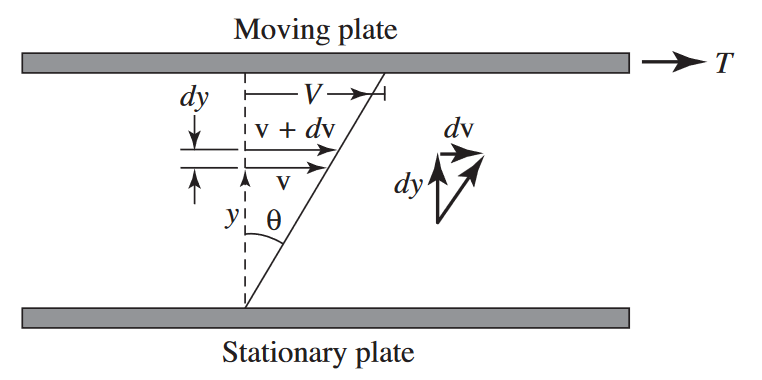 Moving plate
T
dy
V
v + dv
dv
v
dy
y
θ
Stationary plate